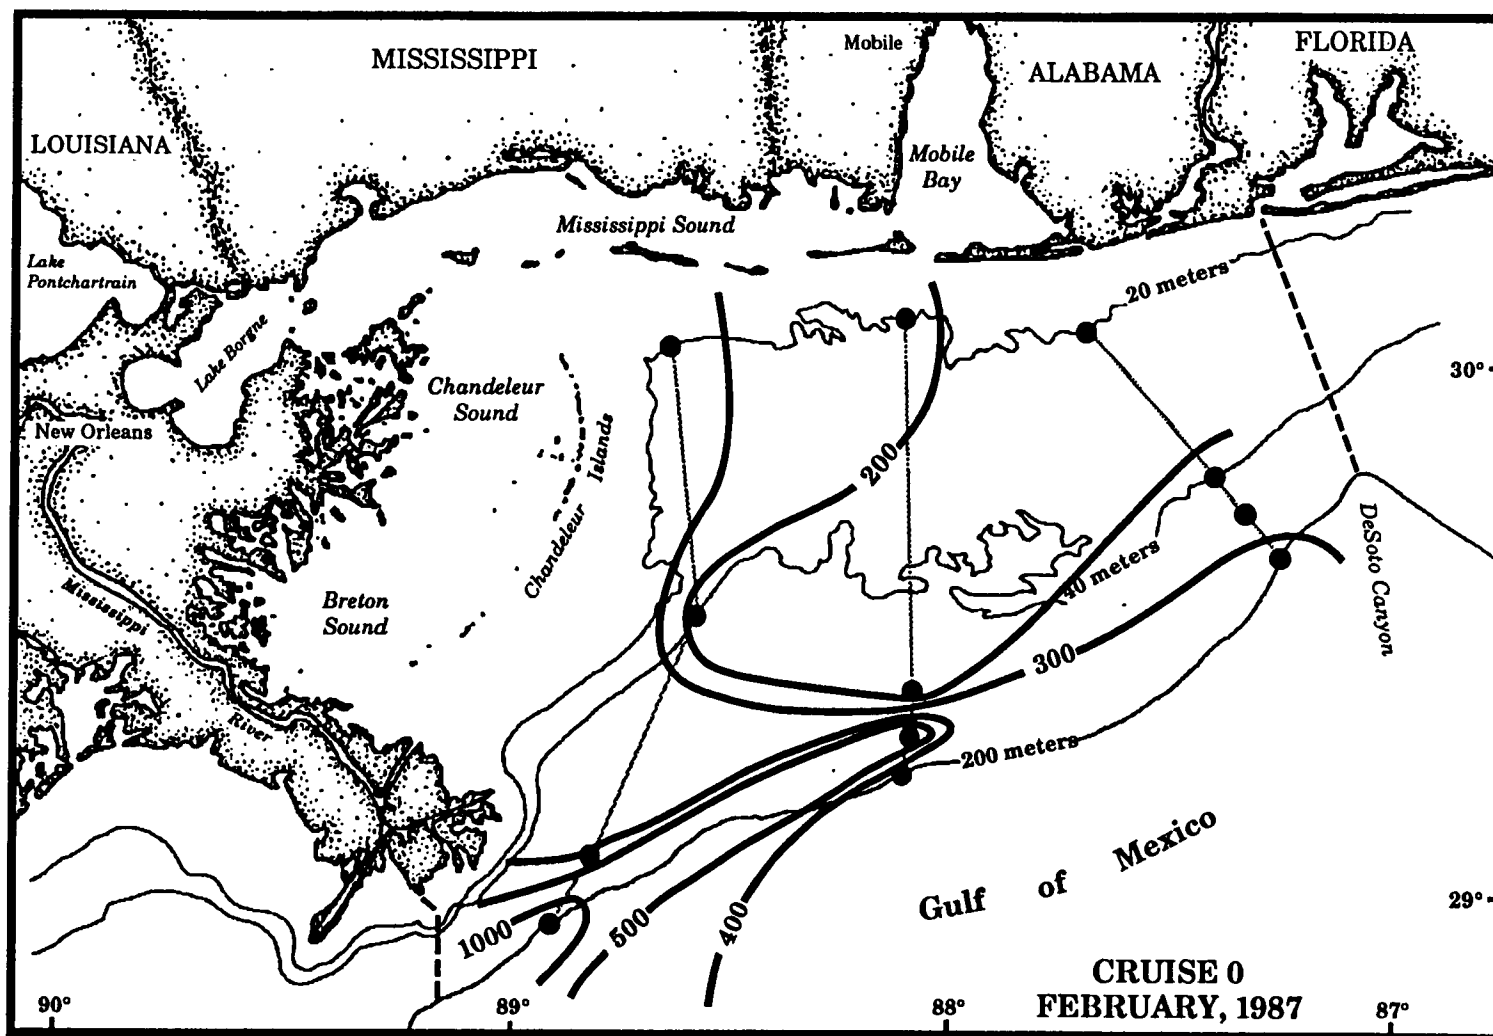 MISSISSIPPI
Mobile
FLORIDA
ALABAMA
LOUISIANA
Mobile
Bay
Mississippi Sound
Lake
Pontchartrain
20 meters
Lake Borgne
30°
Chandeleur
Sound
New Orleans
Chandeleur Islands
200
DeSoto Canyon
40 meters
Mississippi
River
Breton
Sound
300
200 meters
Gulf of Mexico
29°
1000
500
400
CRUISE 0
FEBRUARY, 1987
90°
89°
88°
87°